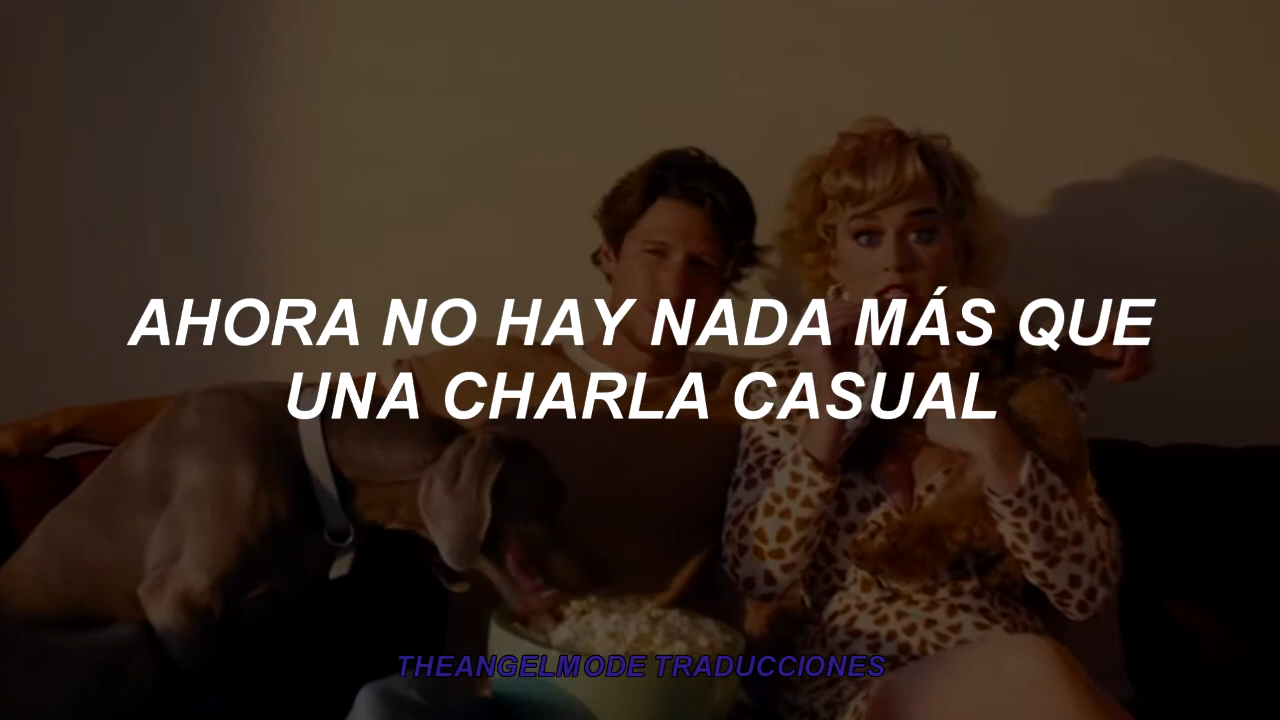 AHORA NO HAY NADA MÁS QUE
UNA CHARLA CASUAL
THEANGELMODE TRADUCCIONES